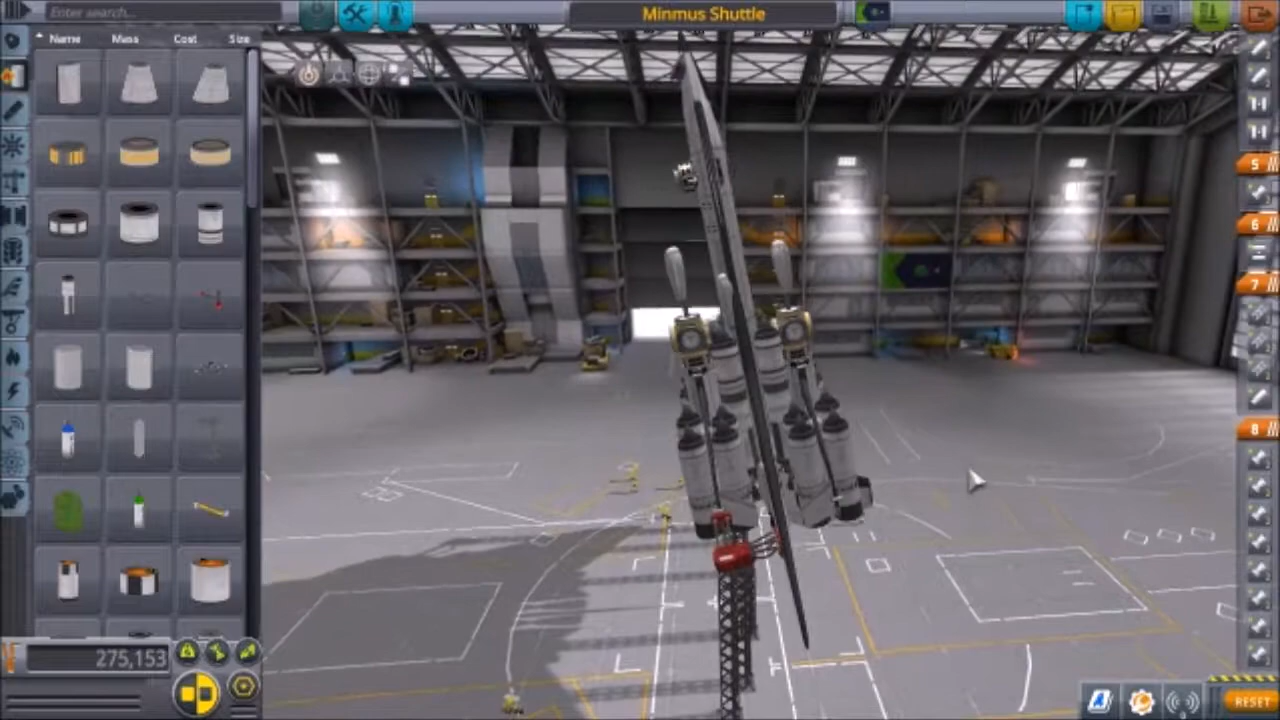 Enter search...
Minmus Shuttle
Name Mass Cost Size
5
6
7
8
275,153
RESET